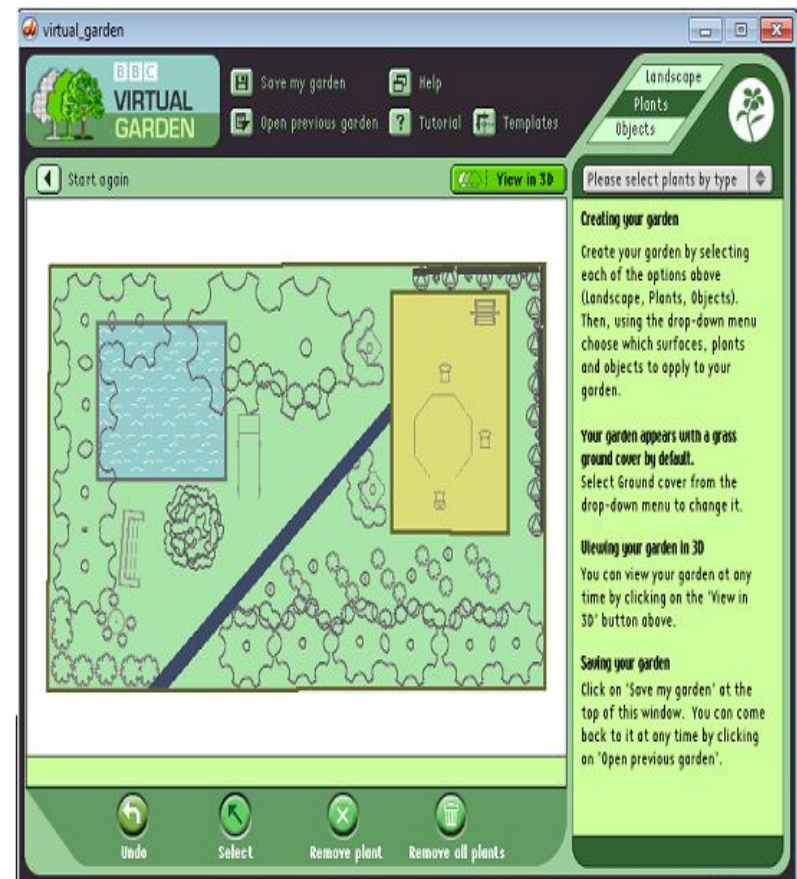 virtual_garden
BBC
VIRTUAL
GARDEN
Save my garden
Help
Open previous garden
? Tutorial
Templates
Landscape
Plants
Objects
Start again
View in 3D
Please select plants by type
Creating your garden
Create your garden by selecting
each of the options above
(Landscape, Plants, Objects).
Then, using the drop-down menu
choose which surfaces, plants
and objects to apply to your
garden.
Your garden appears with a grass
ground cover by default.
Select Ground cover from the
drop-down menu to change it.
Viewing your garden in 3D
You can view your garden at any
time by clicking on the 'View in
3D' button above.
Saving your garden
Click on 'Save my garden' at the
top of this window. You can come
back to it at any time by clicking
on 'Open previous garden'.
Undo
Select
Remove plant
Remove all plants